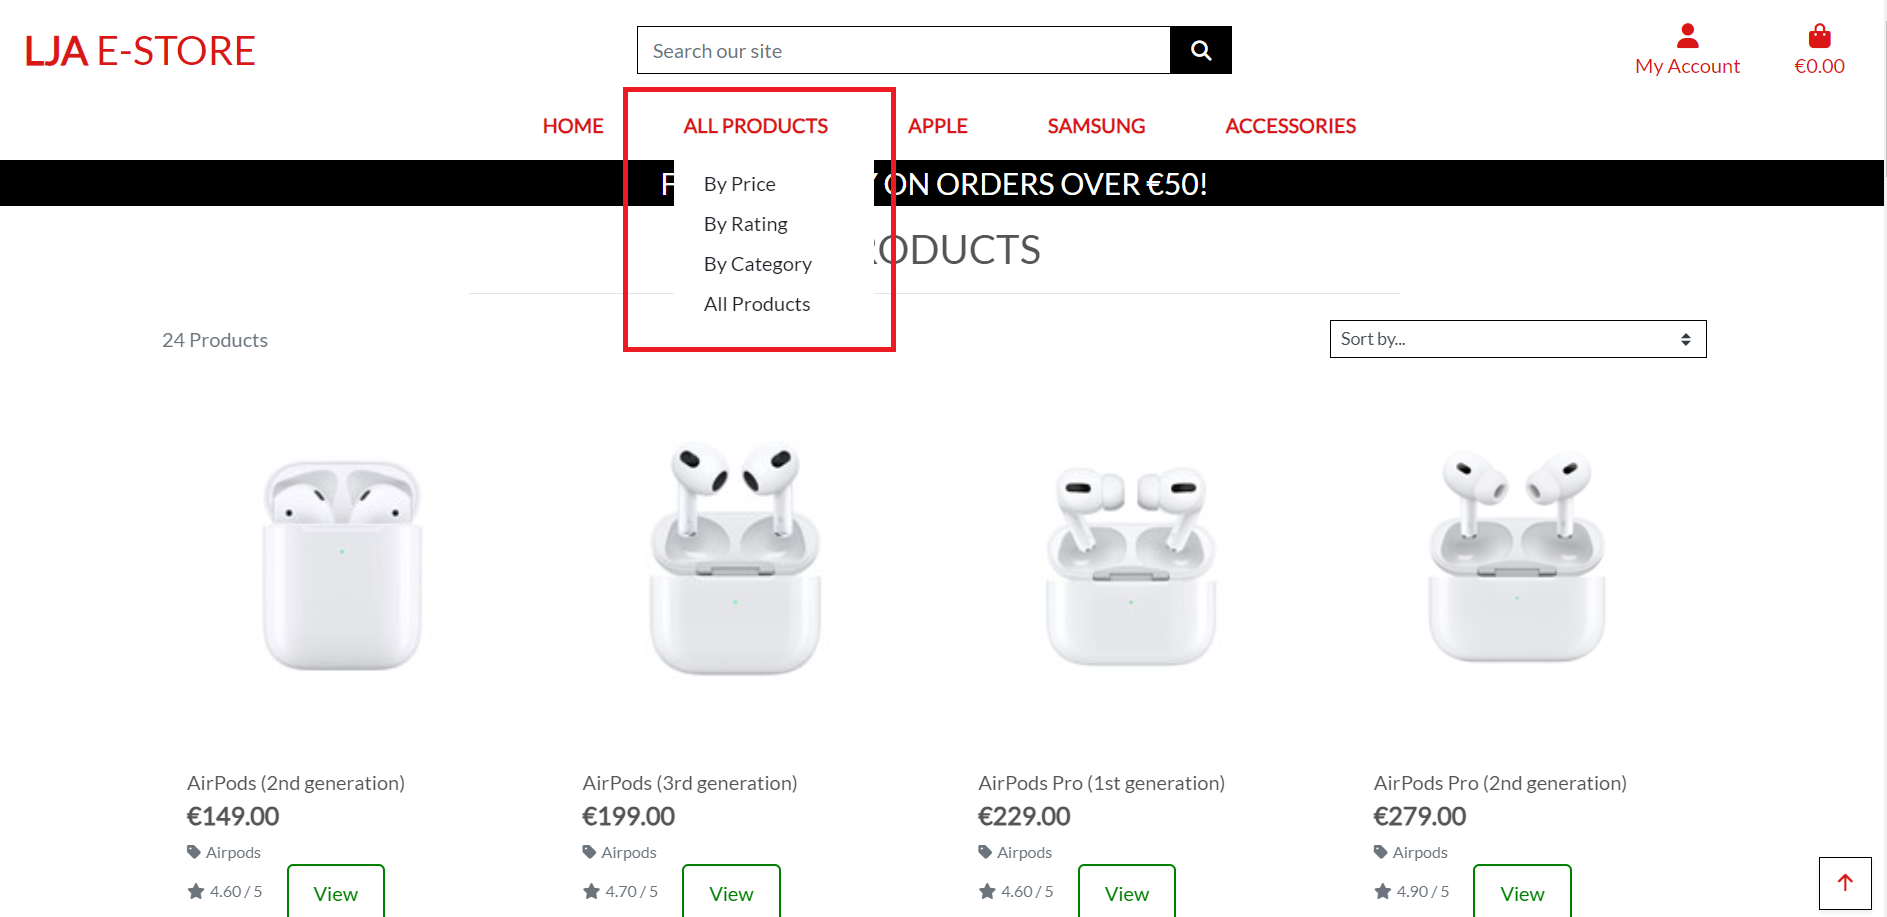 LJA E-STORE
Search our site
My Account
€0.00
HOME
ALL PRODUCTS
APPLE
SAMSUNG
ACCESSORIES
ON ORDERS OVER €50!
By Price
By Rating
By Category
All Products
24 Products
Sort by...
AirPods (2nd generation)
€149.00
Airpods
4.60 / 5
View
AirPods (3rd generation)
€199.00
Airpods
4.70 / 5
View
AirPods Pro (1st generation)
€229.00
Airpods
4.60 / 5
View
AirPods Pro (2nd generation)
€279.00
Airpods
4.90 / 5
View